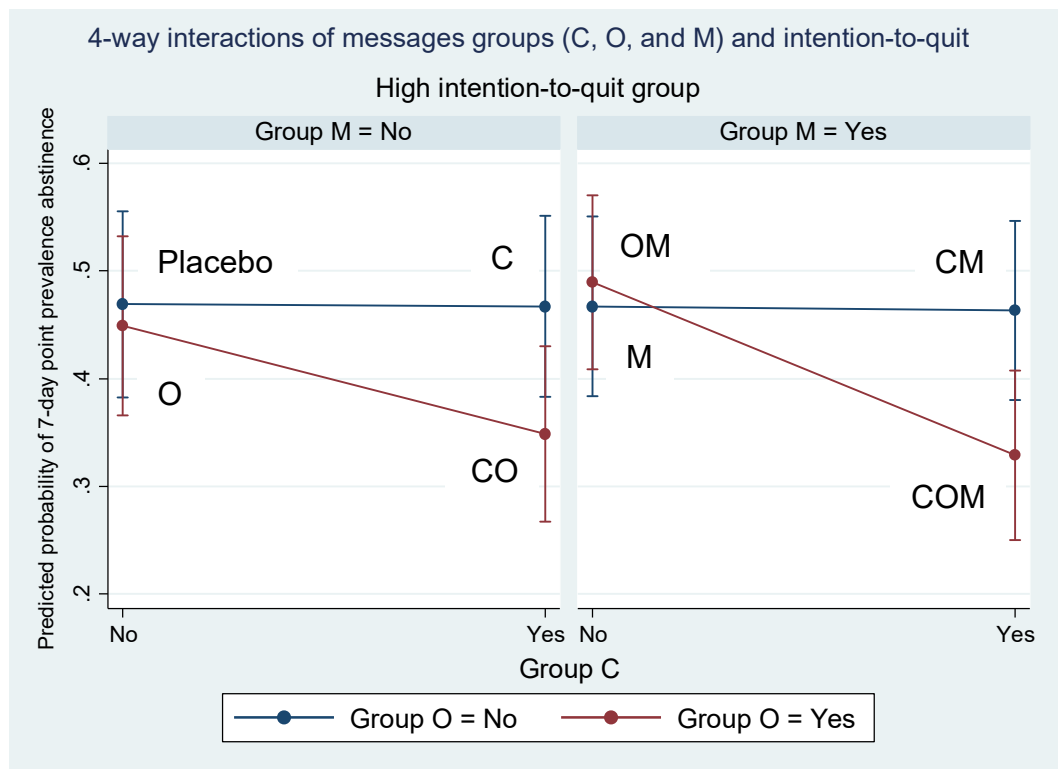 4-way interactions of messages groups (C, O, and M) and intention-to-quit
High intention-to-quit group
Group M = No
Group M = Yes
Predicted probability of 7-day point prevalence abstinence
.6
.5
.4
.3
.2
Placebo
C
O
CO
OM
CM
M
COM
No
Yes
No
Yes
Group C
Group O = No
Group O = Yes